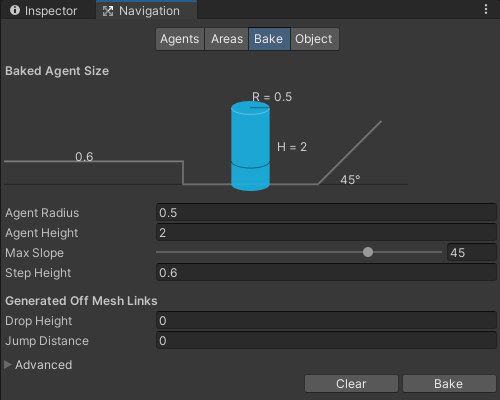 Inspector Navigation
Agents Areas Bake Object
Baked Agent Size
R = 0.5
H = 2
0.6
45°
Agent Radius 0.5
Agent Height 2
Max Slope 45
Step Height 0.6
Generated Off Mesh Links
Drop Height 0
Jump Distance 0
Advanced
Clear Bake